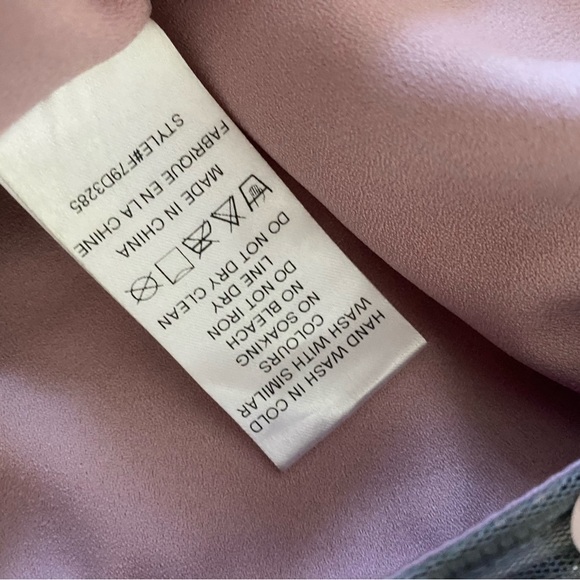 HAND WASH IN COLD
WASH WITH SIMILAR
COLOURS
NO SOAKING
NO BLEACH
DO NOT IRON
LINE DRY
DO NOT DRY CLEAN
MADE IN CHINA
FABRIQUE EN LA CHINE
STYLE#F79D3285